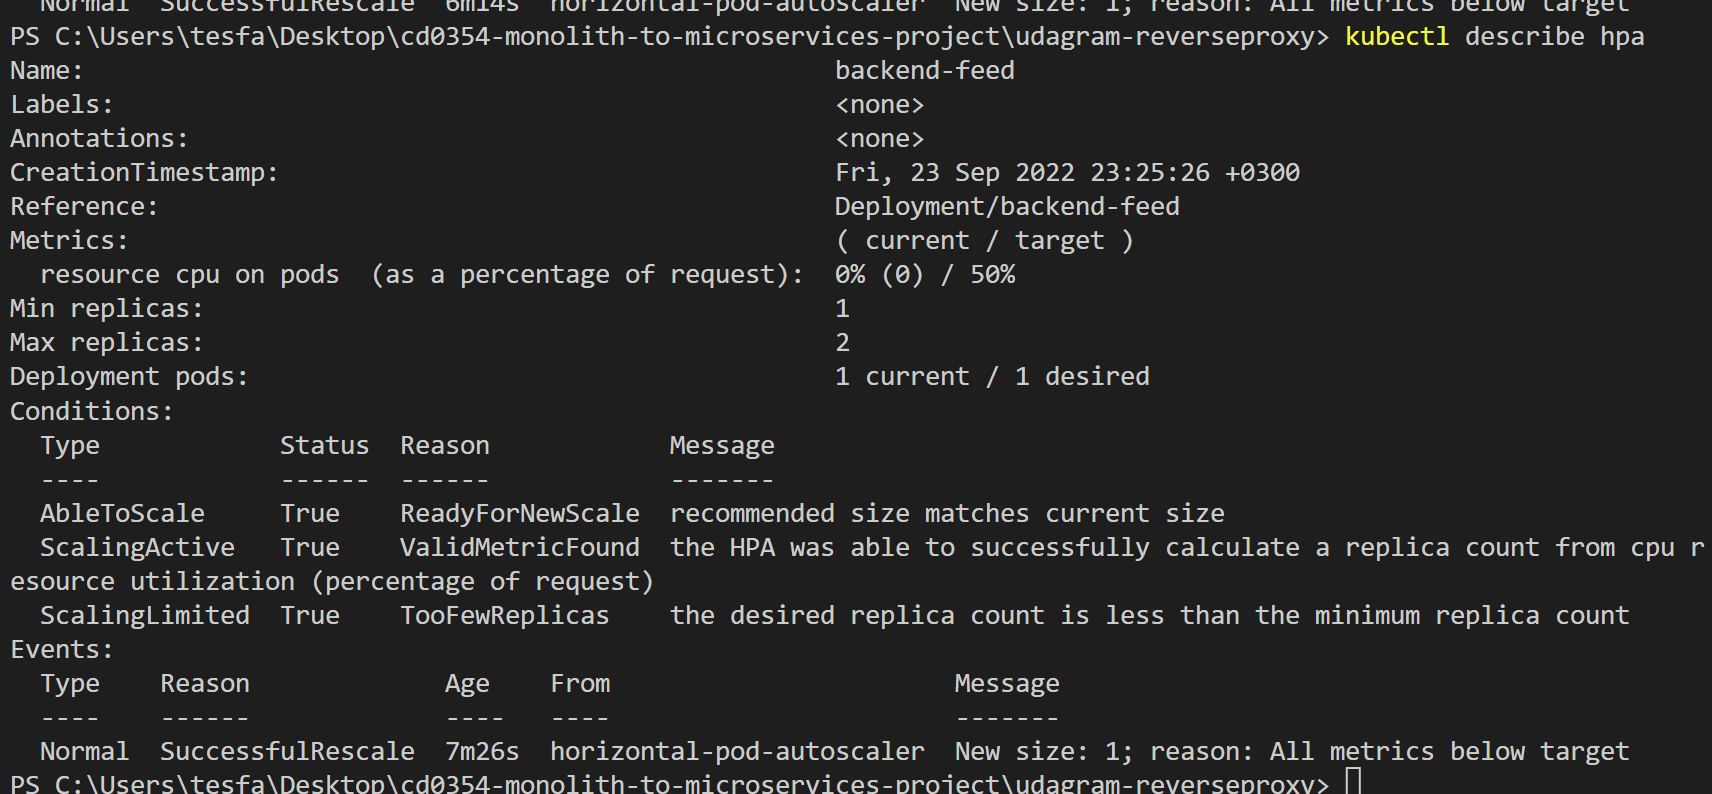 Normal  SuccessfulRescale  6m14s  horizontal-pod-autoscaler  New size: 1; reason: All metrics below target
PS C:\Users\tesfa\Desktop\cd0354-monolith-to-microservices-project\udagram-reverseproxy> kubectl describe hpa
Name:                                                  backend-feed
Labels:                                                <none>
Annotations:                                           <none>
CreationTimestamp:                                     Fri, 23 Sep 2022 23:25:26 +0300
Reference:                                             Deployment/backend-feed
Metrics:                                               ( current / target )
  resource cpu on pods  (as a percentage of request):  0% (0) / 50%
Min replicas:                                          1
Max replicas:                                          2
Deployment pods:                                       1 current / 1 desired
Conditions:
  Type            Status  Reason            Message
  ----            ------  ------            -------
  AbleToScale     True    ReadyForNewScale  recommended size matches current size
  ScalingActive   True    ValidMetricFound  the HPA was able to successfully calculate a replica count from cpu r
esource utilization (percentage of request)
  ScalingLimited  True    TooFewReplicas    the desired replica count is less than the minimum replica count
Events:
  Type    Reason             Age    From                       Message
  ----    ------             ----   ----                       -------
  Normal  SuccessfulRescale  7m26s  horizontal-pod-autoscaler  New size: 1; reason: All metrics below target
PS C:\Users\tesfa\Desktop\cd0354-monolith-to-microservices-project\udagram-reverseproxy>